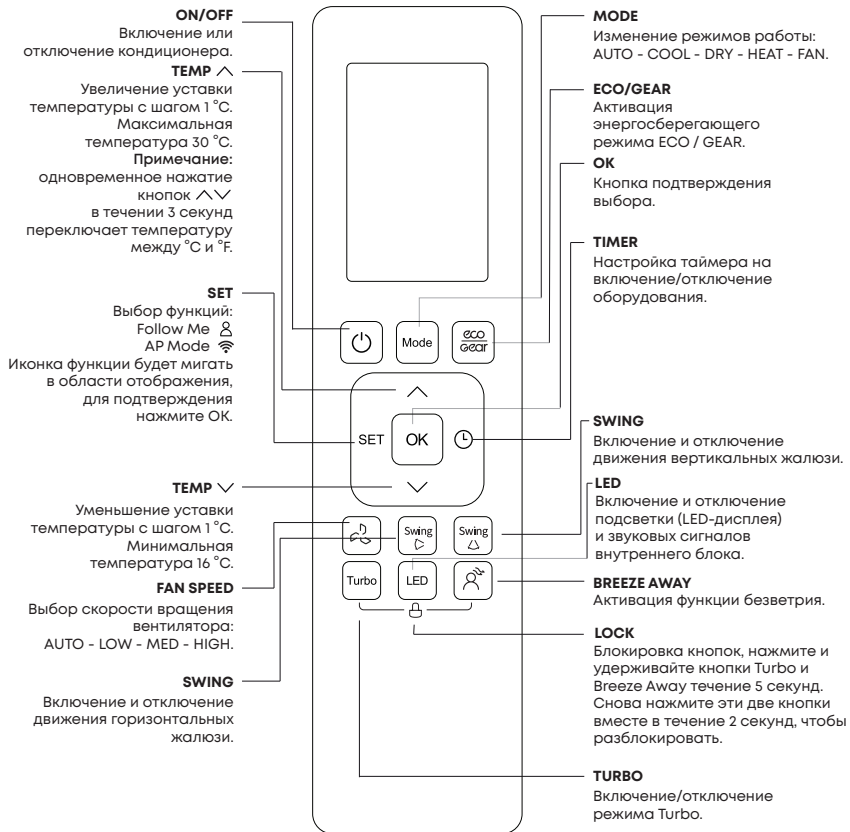 ON/OFF
Включение или
отключение кондиционера.
TEMP ︿
Увеличение уставки
температуры с шагом 1 °C.
Максимальная
температура 30 °C.
Примечание:
одновременное нажатие
кнопок ︿﹀
в течении 3 секунд
переключает температуру
между °C и °F.
SET
Выбор функций:
Follow Me
AP Mode
Иконка функции будет мигать
в области отображения,
для подтверждения
нажмите OK.
TEMP ﹀
Уменьшение уставки
температуры с шагом 1 °C.
Минимальная
температура 16 °C.
FAN SPEED
Выбор скорости вращения
вентилятора:
AUTO - LOW - MED - HIGH.
SWING
Включение и отключение
движения горизонтальных
жалюзи.
Mode
eco
gear
SET
OK
Swing
Swing
Turbo
LED
MODE
Изменение режимов работы:
AUTO - COOL - DRY - HEAT - FAN.
ECO/GEAR
Активация
энергосберегающего
режима ECO / GEAR.
OK
Кнопка подтверждения
выбора.
TIMER
Настройка таймера на
включение/отключение
оборудования.
SWING
Включение и отключение
движения вертикальных жалюзи.
LED
Включение и отключение
подсветки (LED-дисплея)
и звуковых сигналов
внутреннего блока.
BREEZE AWAY
Активация функции безветрия.
LOCK
Блокировка кнопок, нажмите и
удерживайте кнопки Turbo и
Breeze Away течение 5 секунд.
Снова нажмите эти две кнопки
вместе в течение 2 секунд, чтобы
разблокировать.
TURBO
Включение/отключение
режима Turbo.